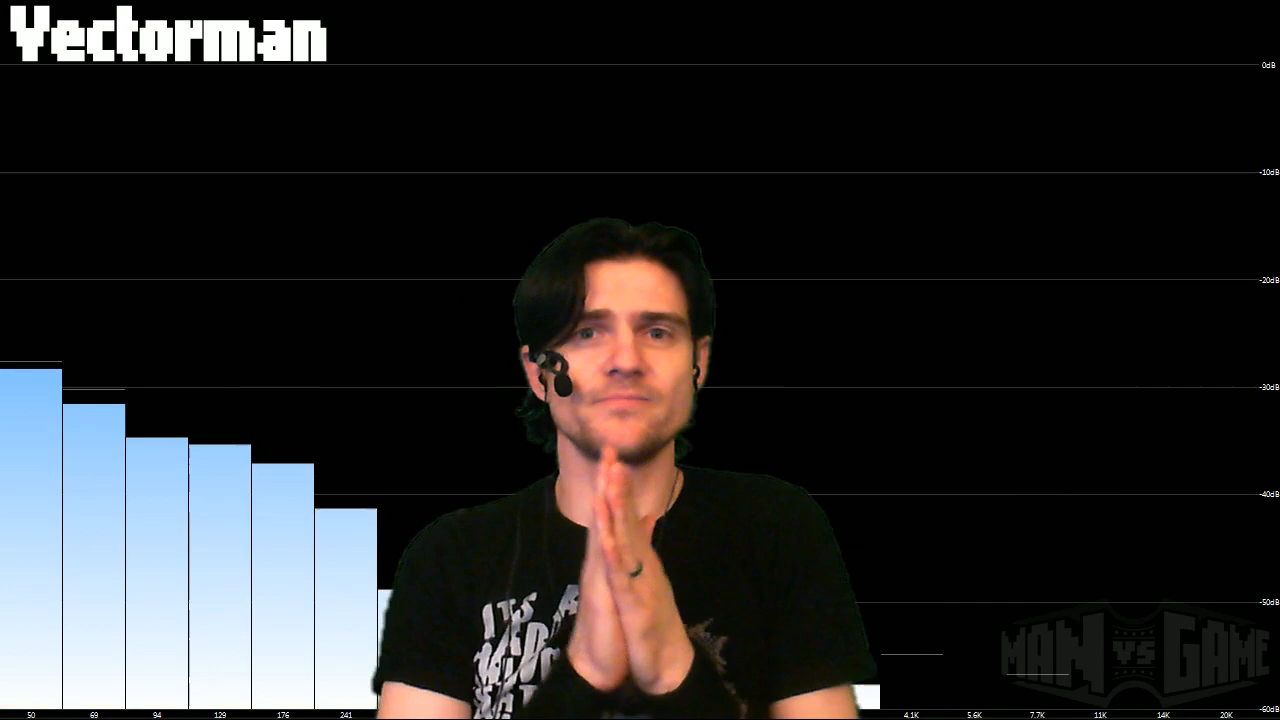 Vectorman
0dB
-10dB
-20dB
-30dB
-40dB
-50dB
-60dB
MAN VS GAME
IT'S A
50 69 94 129 176 241 4.1K 5.6K 7.7K 11K 14K 20K